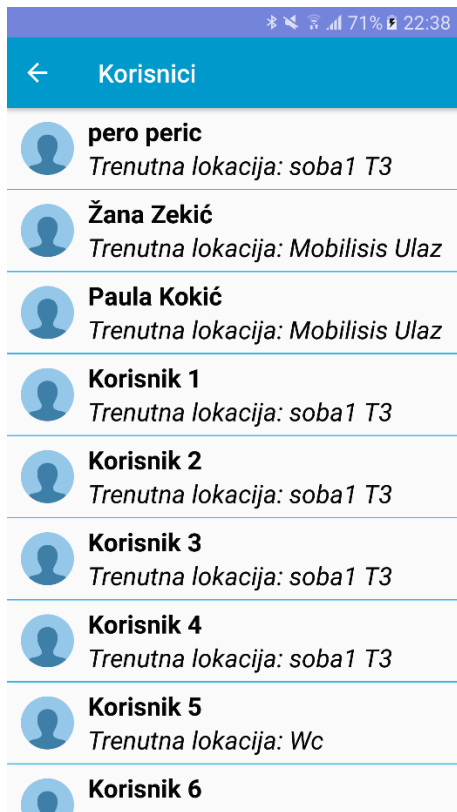 71% 22:38
Korisnici
pero peric
Trenutna lokacija: soba1 T3
Žana Zekić
Trenutna lokacija: Mobilisis Ulaz
Paula Kokić
Trenutna lokacija: Mobilisis Ulaz
Korisnik 1
Trenutna lokacija: soba1 T3
Korisnik 2
Trenutna lokacija: soba1 T3
Korisnik 3
Trenutna lokacija: soba1 T3
Korisnik 4
Trenutna lokacija: soba1 T3
Korisnik 5
Trenutna lokacija: Wc
Korisnik 6